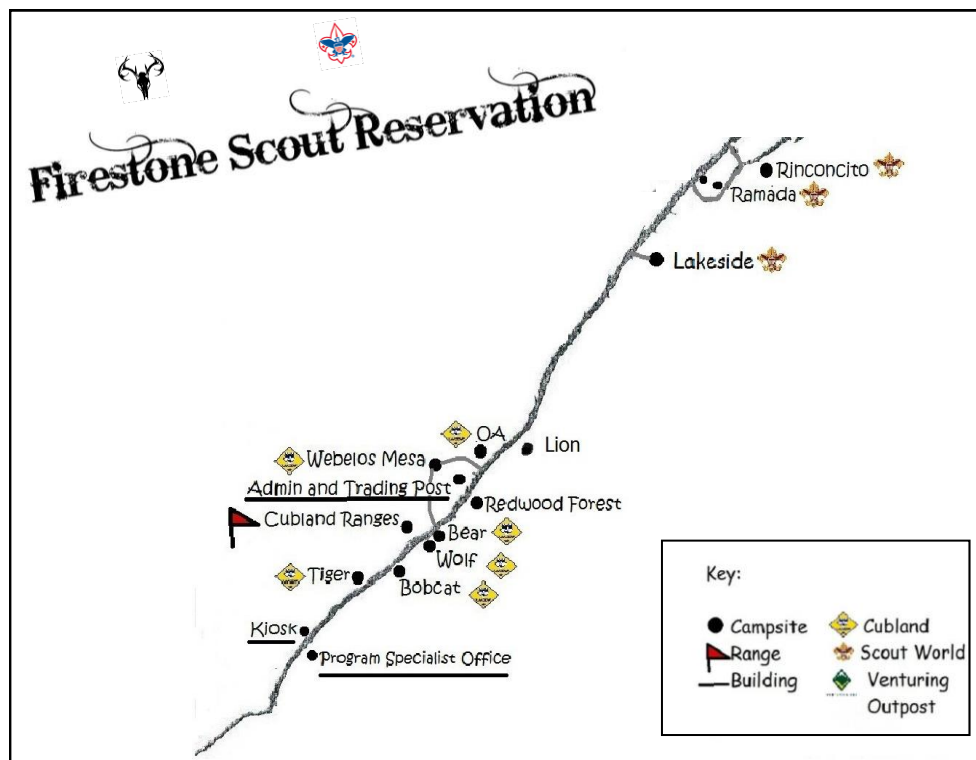 Firestone Scout Reservation
Rinconcito
Ramada
Lakeside
OA
Lion
Webelos Mesa
Admin and Trading Post
Redwood Forest
Cubland Ranges
Bear
Wolf
Tiger
Bobcat
Kiosk
Program Specialist Office
Key:
Campsite
Cubland
Range
Scout World
Building
Venturing
Outpost